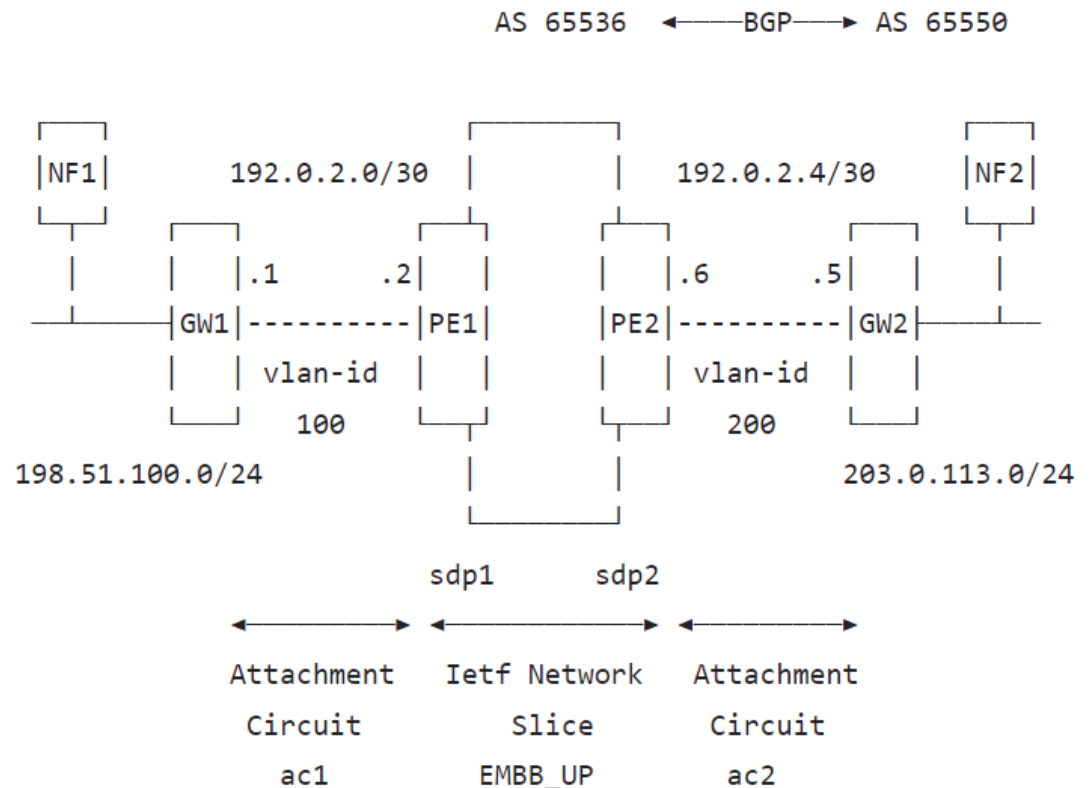 AS 65536 ◄────BGP───► AS 65550
NF1 192.0.2.0/30 192.0.2.4/30 NF2
.1 .2 .6 .5
GW1 ---------- PE1 PE2 ---------- GW2
vlan-id vlan-id
100 200
198.51.100.0/24 203.0.113.0/24
sdp1 sdp2
Attachment Ietf Network Attachment
Circuit Slice Circuit
ac1 EMBB_UP ac2